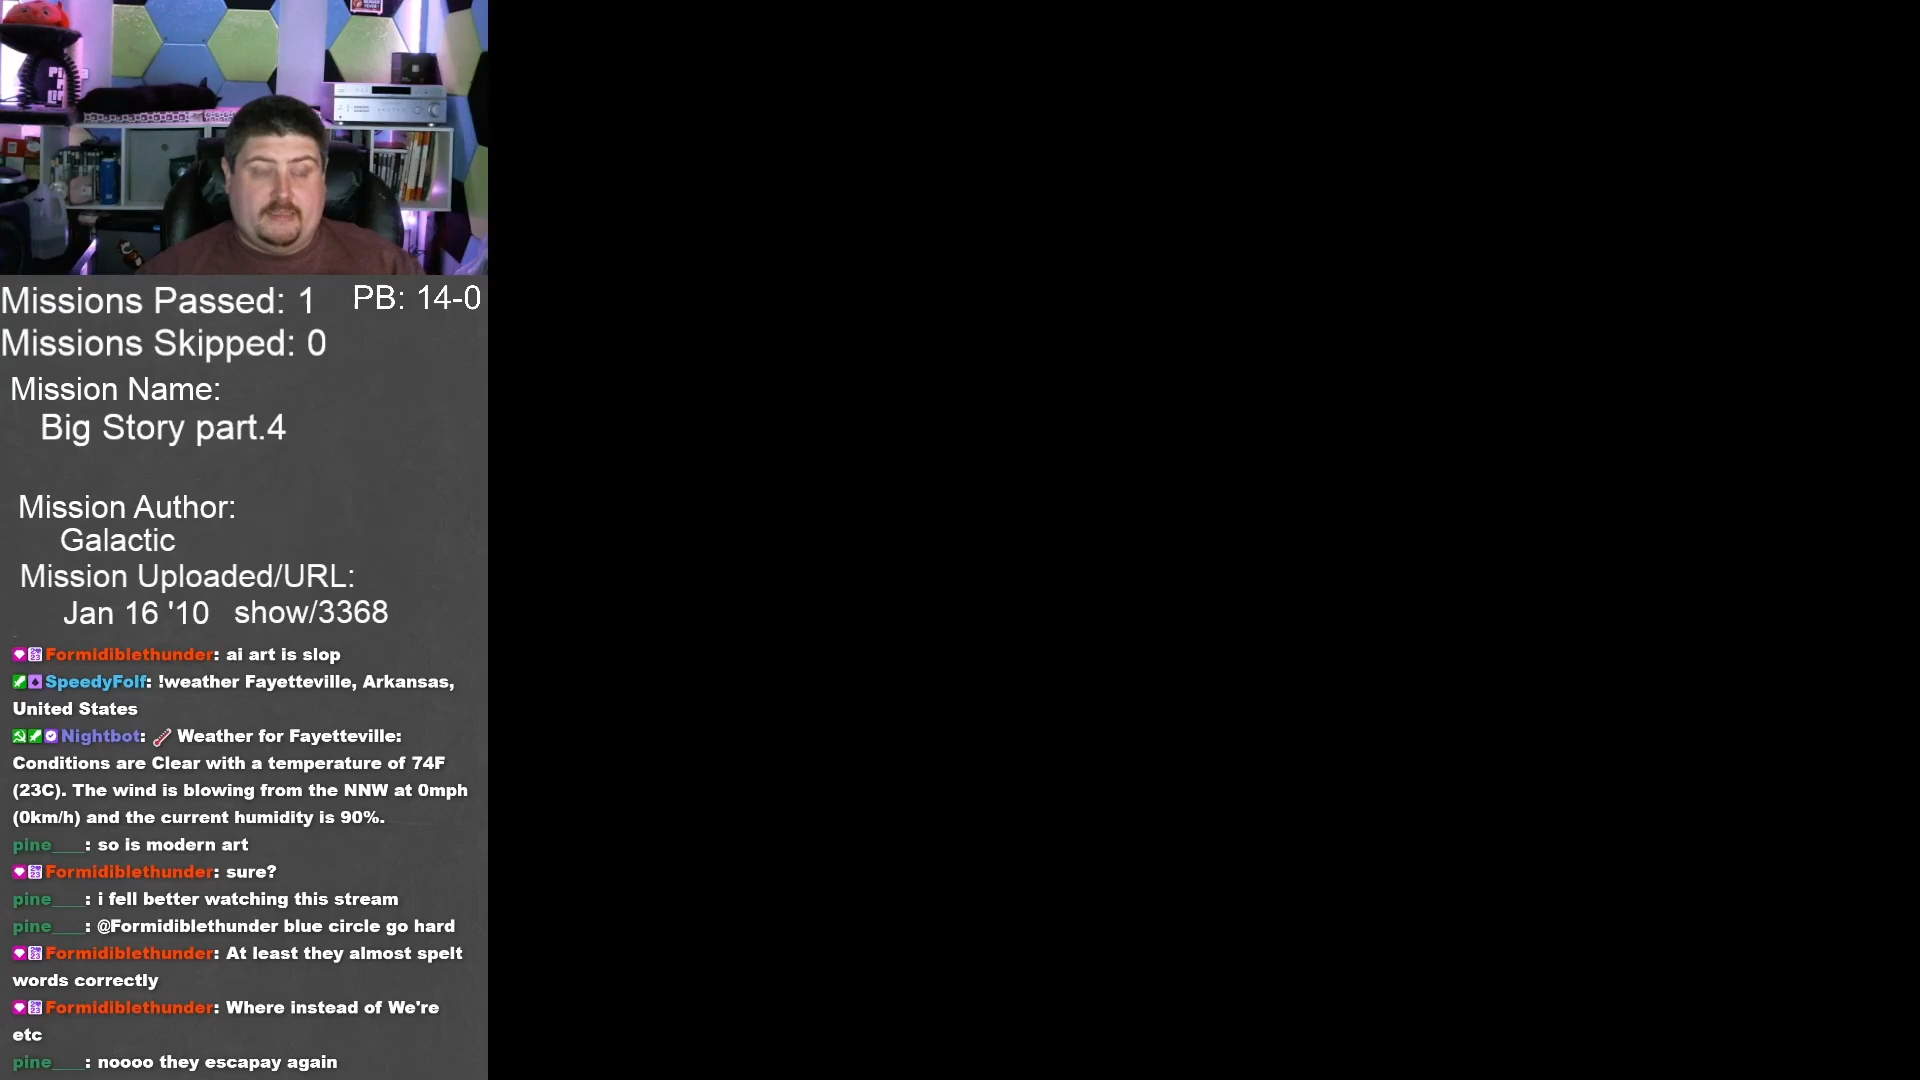 Missions Passed: 1
PB: 14-0
Missions Skipped: 0
Mission Name:
Big Story part.4
Mission Author:
Galactic
Mission Uploaded/URL:
Jan 16 '10 show/3368
Formidiblethunder: ai art is slop
SpeedyFolf: !weather Fayetteville, Arkansas,
United States
Nightbot: Weather for Fayetteville:
Conditions are Clear with a temperature of 74F
(23C). The wind is blowing from the NNW at 0mph
(0km/h) and the current humidity is 90%.
pine___: so is modern art
Formidiblethunder: sure?
pine___: i fell better watching this stream
pine___: @Formidiblethunder blue circle go hard
Formidiblethunder: At least they almost spelt
words correctly
Formidiblethunder: Where instead of We're
etc
pine___: noooo they escapay again